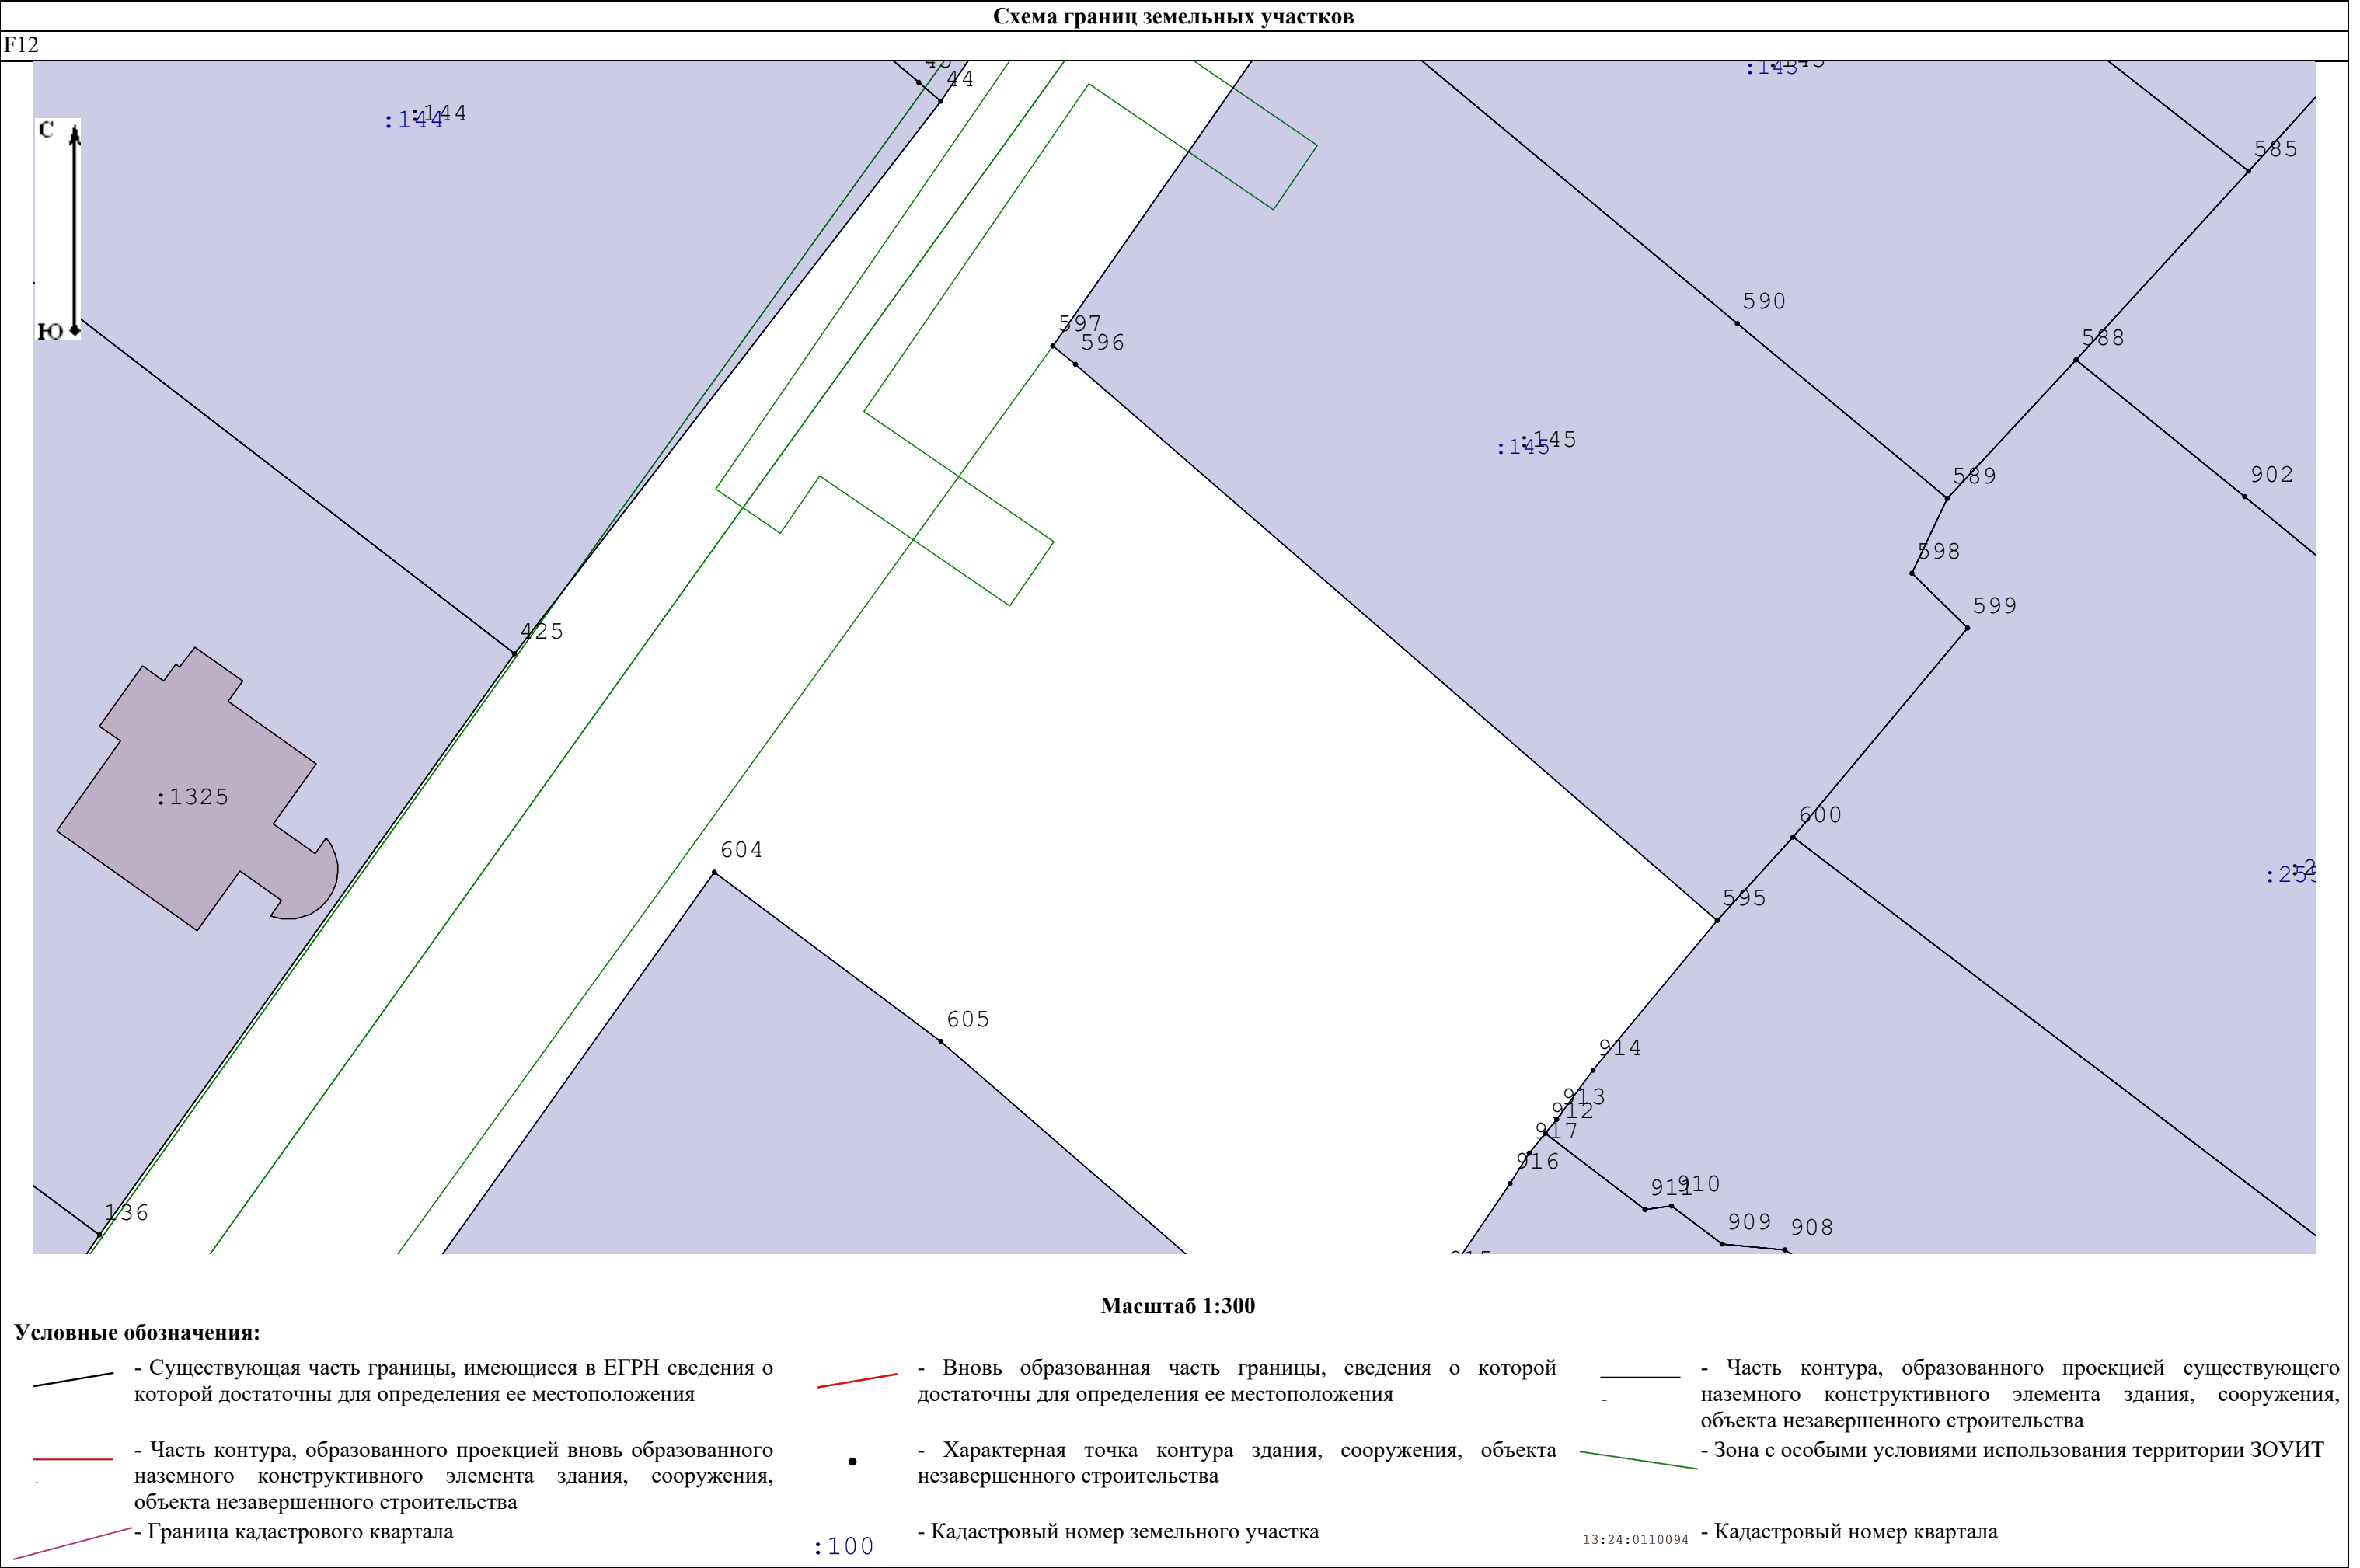 Схема границ земельных участков
F12
44
:144
:144
С
Ю
585
590
597
596
588
:145
:145
589
902
598
599
425
:1325
600
604
595
605
914
913
912
917
916
911
910
909
908
136
Масштаб 1:300
Условные обозначения:
- Существующая часть границы, имеющиеся в ЕГРН сведения о
которой достаточны для определения ее местоположения
- Вновь образованная часть границы, сведения о которой
достаточны для определения ее местоположения
- Часть контура, образованного проекцией существующего
наземного конструктивного элемента здания, сооружения,
объекта незавершенного строительства
- Часть контура, образованного проекцией вновь образованного
наземного конструктивного элемента здания, сооружения,
объекта незавершенного строительства
- Характерная точка контура здания, сооружения, объекта
незавершенного строительства
- Зона с особыми условиями использования территории ЗОУИТ
- Граница кадастрового квартала
:100
- Кадастровый номер земельного участка
13:24:0110094
- Кадастровый номер квартала